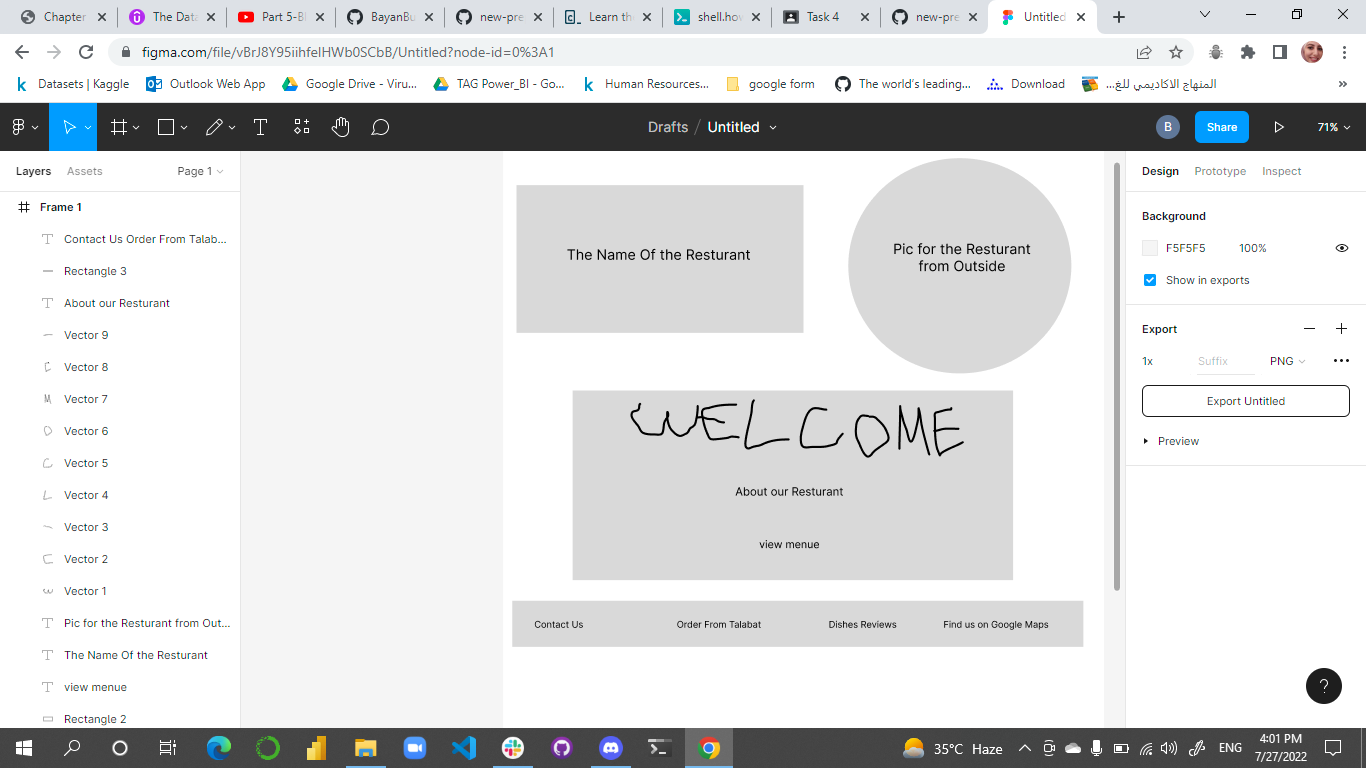 Chapter
The Data
Part 5-B
BayanBu
new-pre
Learn th
shell.how
Task 4
new-pre
Untitled
figma.com/file/vBrJ8Y95iihfelHWb0SCbB/Untitled?node-id=0%3A1
Datasets | Kaggle
Outlook Web App
Google Drive - Viru...
TAG Power_BI - Go...
Human Resources...
google form
The world's leading...
Download
المنهاج الاكاديمي للغ...
Drafts / Untitled
B
Share
71%
Layers
Assets
Page 1
Frame 1
Contact Us Order From Talab...
Rectangle 3
About our Resturant
Vector 9
Vector 8
Vector 7
Vector 6
Vector 5
Vector 4
Vector 3
Vector 2
Vector 1
Pic for the Resturant from Out...
The Name Of the Resturant
view menue
Rectangle 2
The Name Of the Resturant
Pic for the Resturant
from Outside
WELCOME
About our Resturant
view menue
Contact Us
Order From Talabat
Dishes Reviews
Find us on Google Maps
Design
Prototype
Inspect
Background
F5F5F5
100%
Show in exports
Export
1x
Suffix
PNG
Export Untitled
Preview
?
35°C Haze
ENG
4:01 PM
7/27/2022